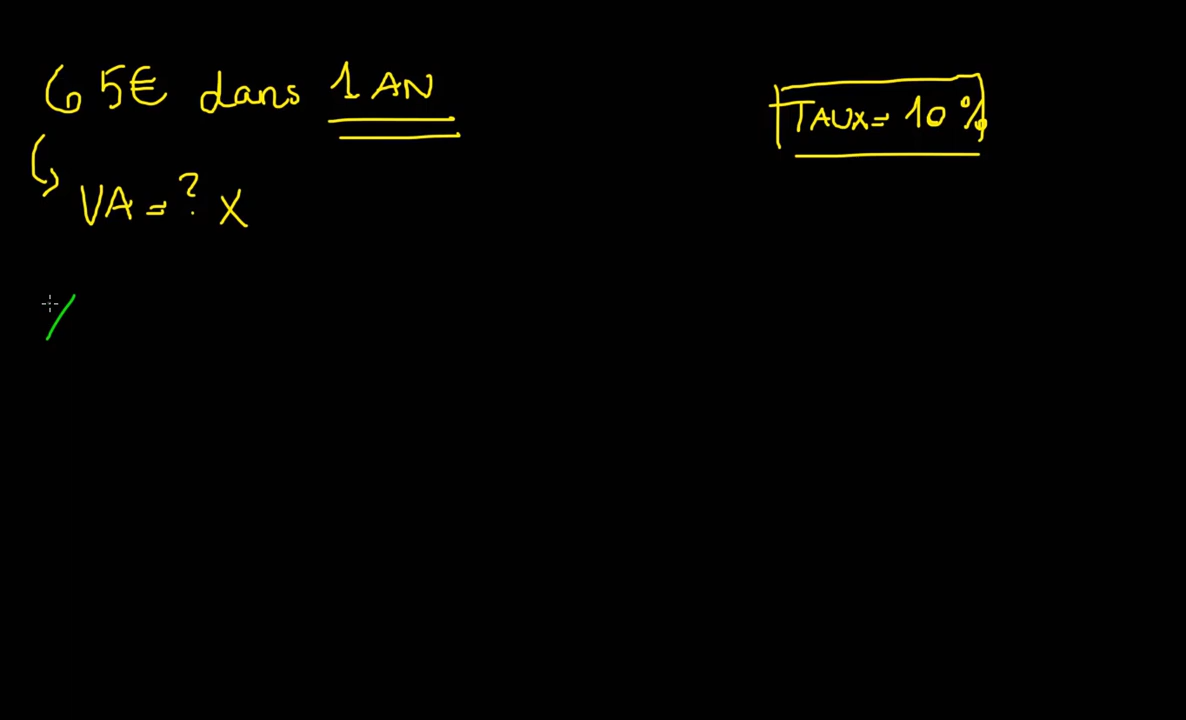 65€ dans 1 AN
TAUX = 10 %
VA = ? X